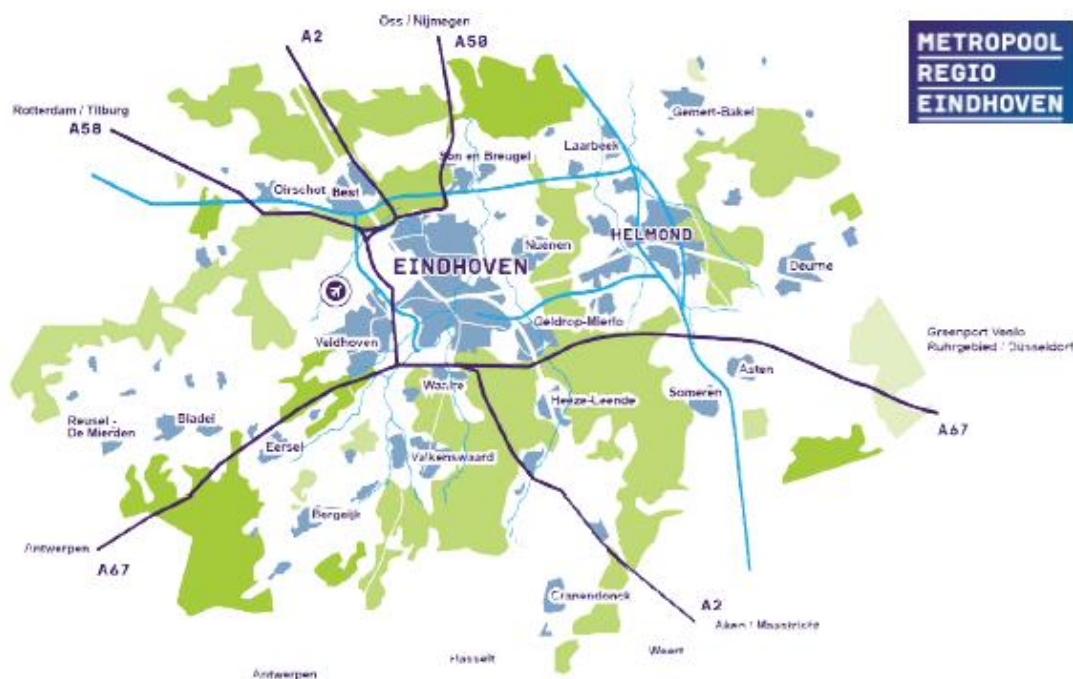 Oss / Nijmegen
A2
A50
METROPOOL
REGIO
EINDHOVEN
Rotterdam / Tilburg
A58
Gemert-Bakel
Laarbeek
Son en Breugel
Oirschot
Best
HELMOND
Nuenen
EINDHOVEN
Deurne
Geldrop-Mierlo
Veldhoven
Greenport Venlo
Ruhrgebied / Düsseldorf
Asten
Waalre
Someren
Heeze-Leende
Reusel -
De Mierden
Bladel
A67
Eersel
Valkenswaard
Bergeijk
Antwerpen
A67
Cranendonck
A2
Aken / Maastricht
Weert
Hasselt
Antwerpen